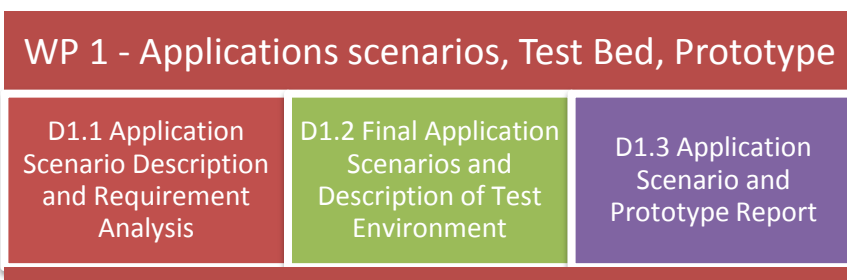 WP 1 - Applications scenarios, Test Bed, Prototype
D1.1 Application
Scenario Description
and Requirement
Analysis
D1.2 Final Application
Scenarios and
Description of Test
Environment
D1.3 Application
Scenario and
Prototype Report